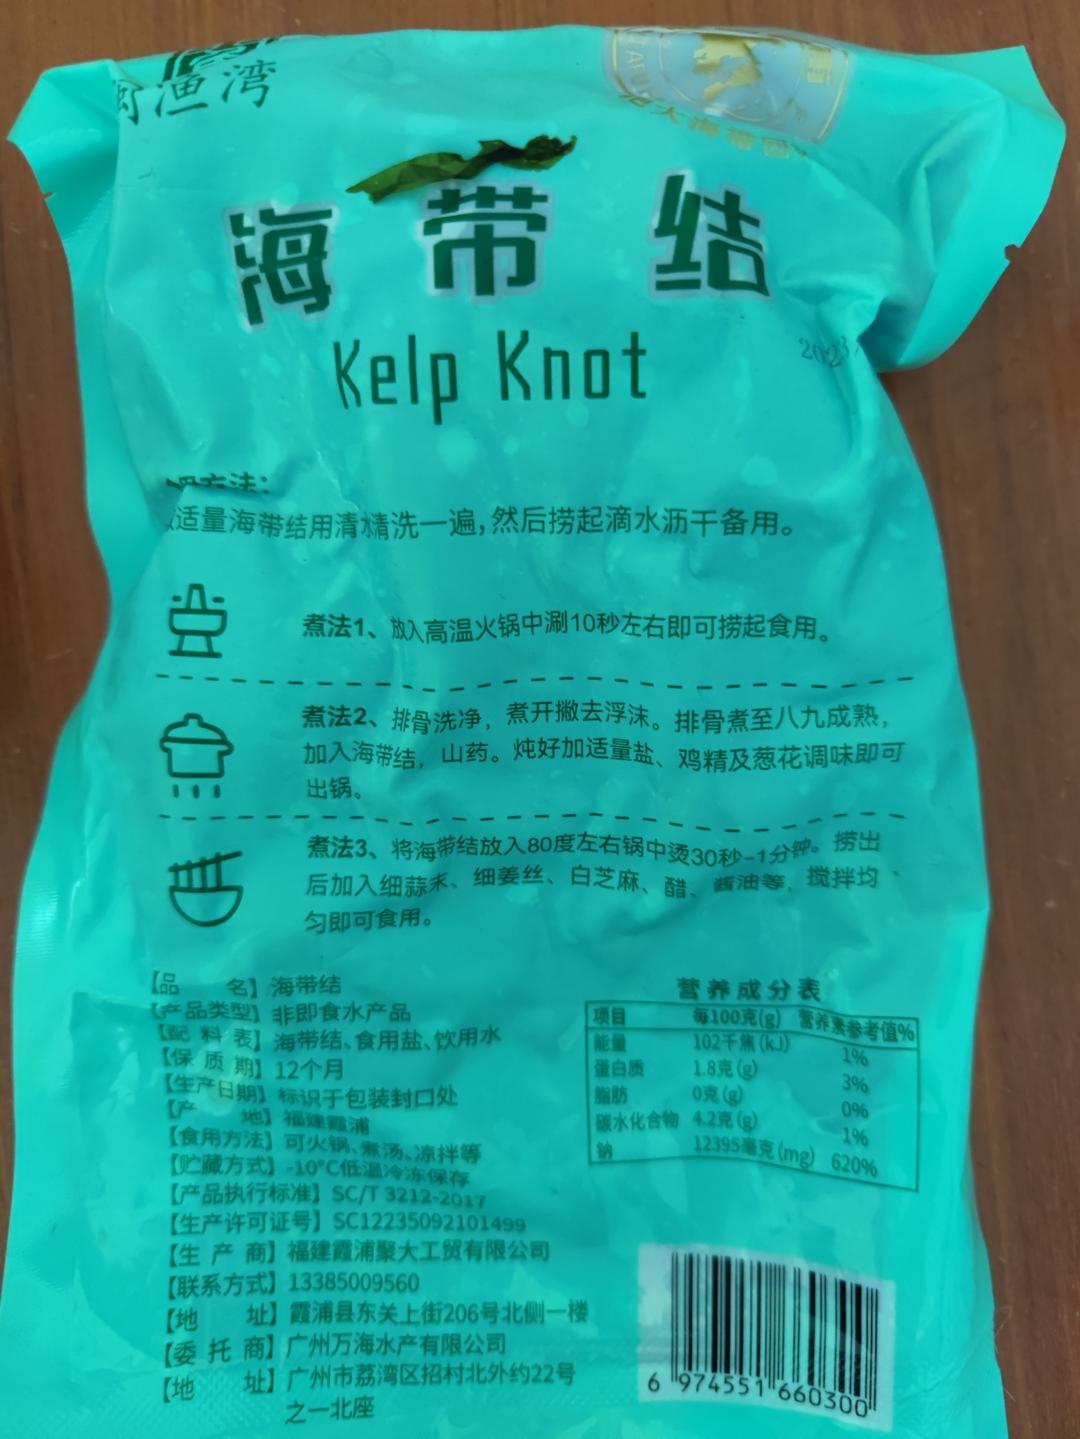 渔湾
海带结
Kelp Knot
2023
方法：
适量海带结用清水精洗一遍，然后捞起滴水沥干备用。
煮法1、放入高温火锅中涮10秒左右即可捞起食用。
煮法2、排骨洗净，煮开撇去浮沫。排骨煮至八九成熟，
加入海带结，山药。炖好加适量盐、鸡精及葱花调味即可
出锅。
煮法3、将海带结放入80度左右锅中烫30秒-1分钟。捞出
后加入细蒜末、细姜丝、白芝麻、醋、酱油等，搅拌均
匀即可食用。
【品 名】海带结
【产品类型】非即食水产品
【配 料 表】海带结、食用盐、饮用水
【保 质 期】12个月
【生产日期】标识于包装封口处
【产 地】福建霞浦
【食用方法】可火锅、煮汤、凉拌等
【贮藏方式】-10°C低温冷冻保存
【产品执行标准】SC/T 3212-2017
【生产许可证号】SC12235092101499
【生 产 商】福建霞浦聚大工贸有限公司
【联系方式】13385009560
【地 址】霞浦县东关上街206号北侧一楼
【委 托 商】广州万海水产有限公司
【地 址】广州市荔湾区招村北外约22号
之一北座
营养成分表
项目 每100克(g) 营养素参考值%
能量 102千焦(kJ) 1%
蛋白质 1.8克(g) 3%
脂肪 0克(g) 0%
碳水化合物 4.2克(g) 1%
钠 12395毫克(mg) 620%
6 974551 660300